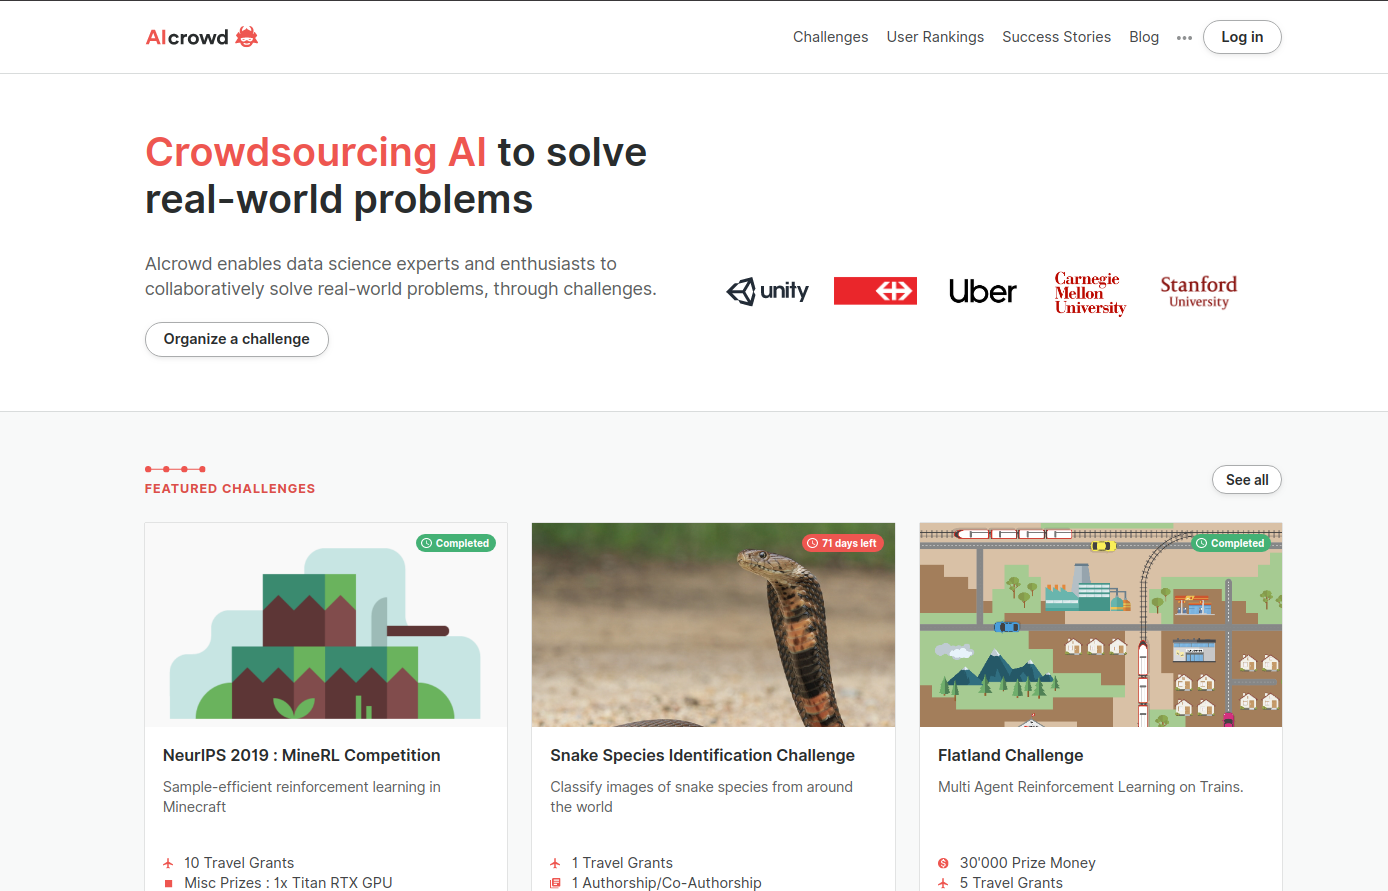 AIcrowd
Challenges User Rankings Success Stories Blog ••• Log in
Crowdsourcing AI to solve
real-world problems
AIcrowd enables data science experts and enthusiasts to
collaboratively solve real-world problems, through challenges.
Organize a challenge
unity
Uber
Carnegie
Mellon
University
Stanford
University
FEATURED CHALLENGES
See all
Completed
71 days left
Completed
NeurIPS 2019 : MineRL Competition
Sample-efficient reinforcement learning in
Minecraft
10 Travel Grants
Misc Prizes : 1x Titan RTX GPU
Snake Species Identification Challenge
Classify images of snake species from around
the world
1 Travel Grants
1 Authorship/Co-Authorship
Flatland Challenge
Multi Agent Reinforcement Learning on Trains.
30'000 Prize Money
5 Travel Grants